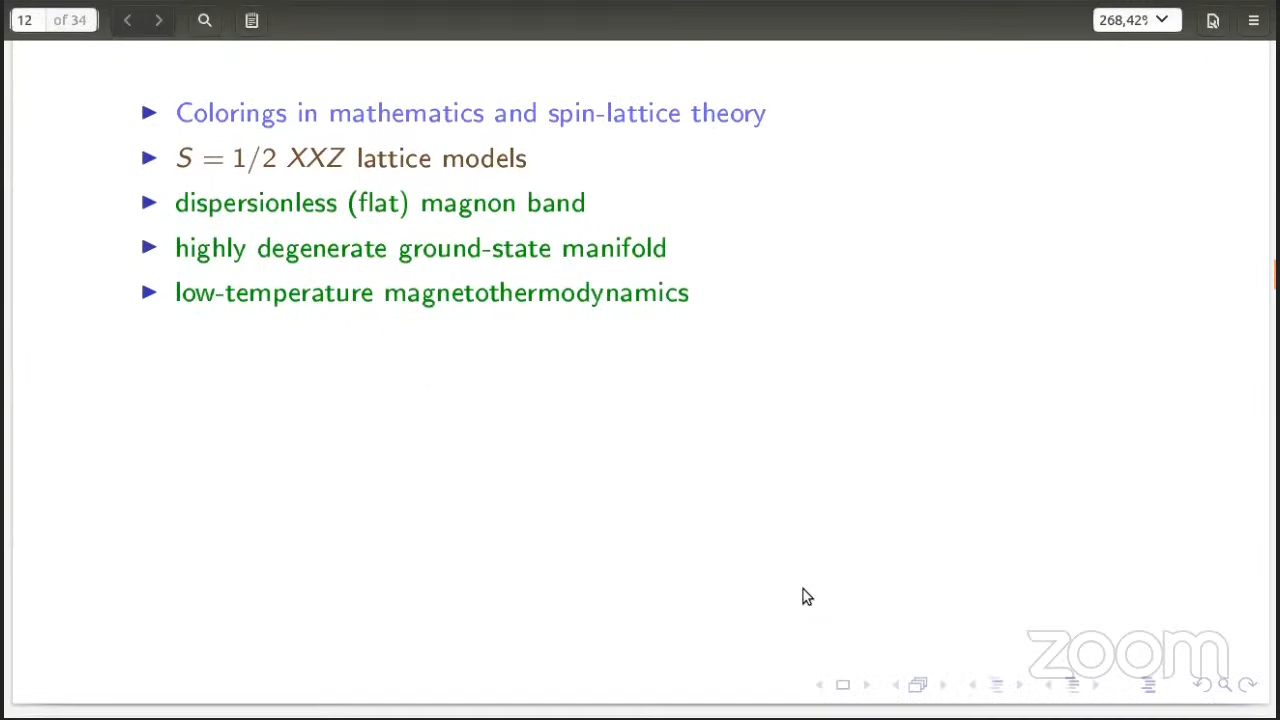 12 of 34
268,42%
Colorings in mathematics and spin-lattice theory
S = 1/2 XXZ lattice models
dispersionless (flat) magnon band
highly degenerate ground-state manifold
low-temperature magnetothermodynamics
zoom